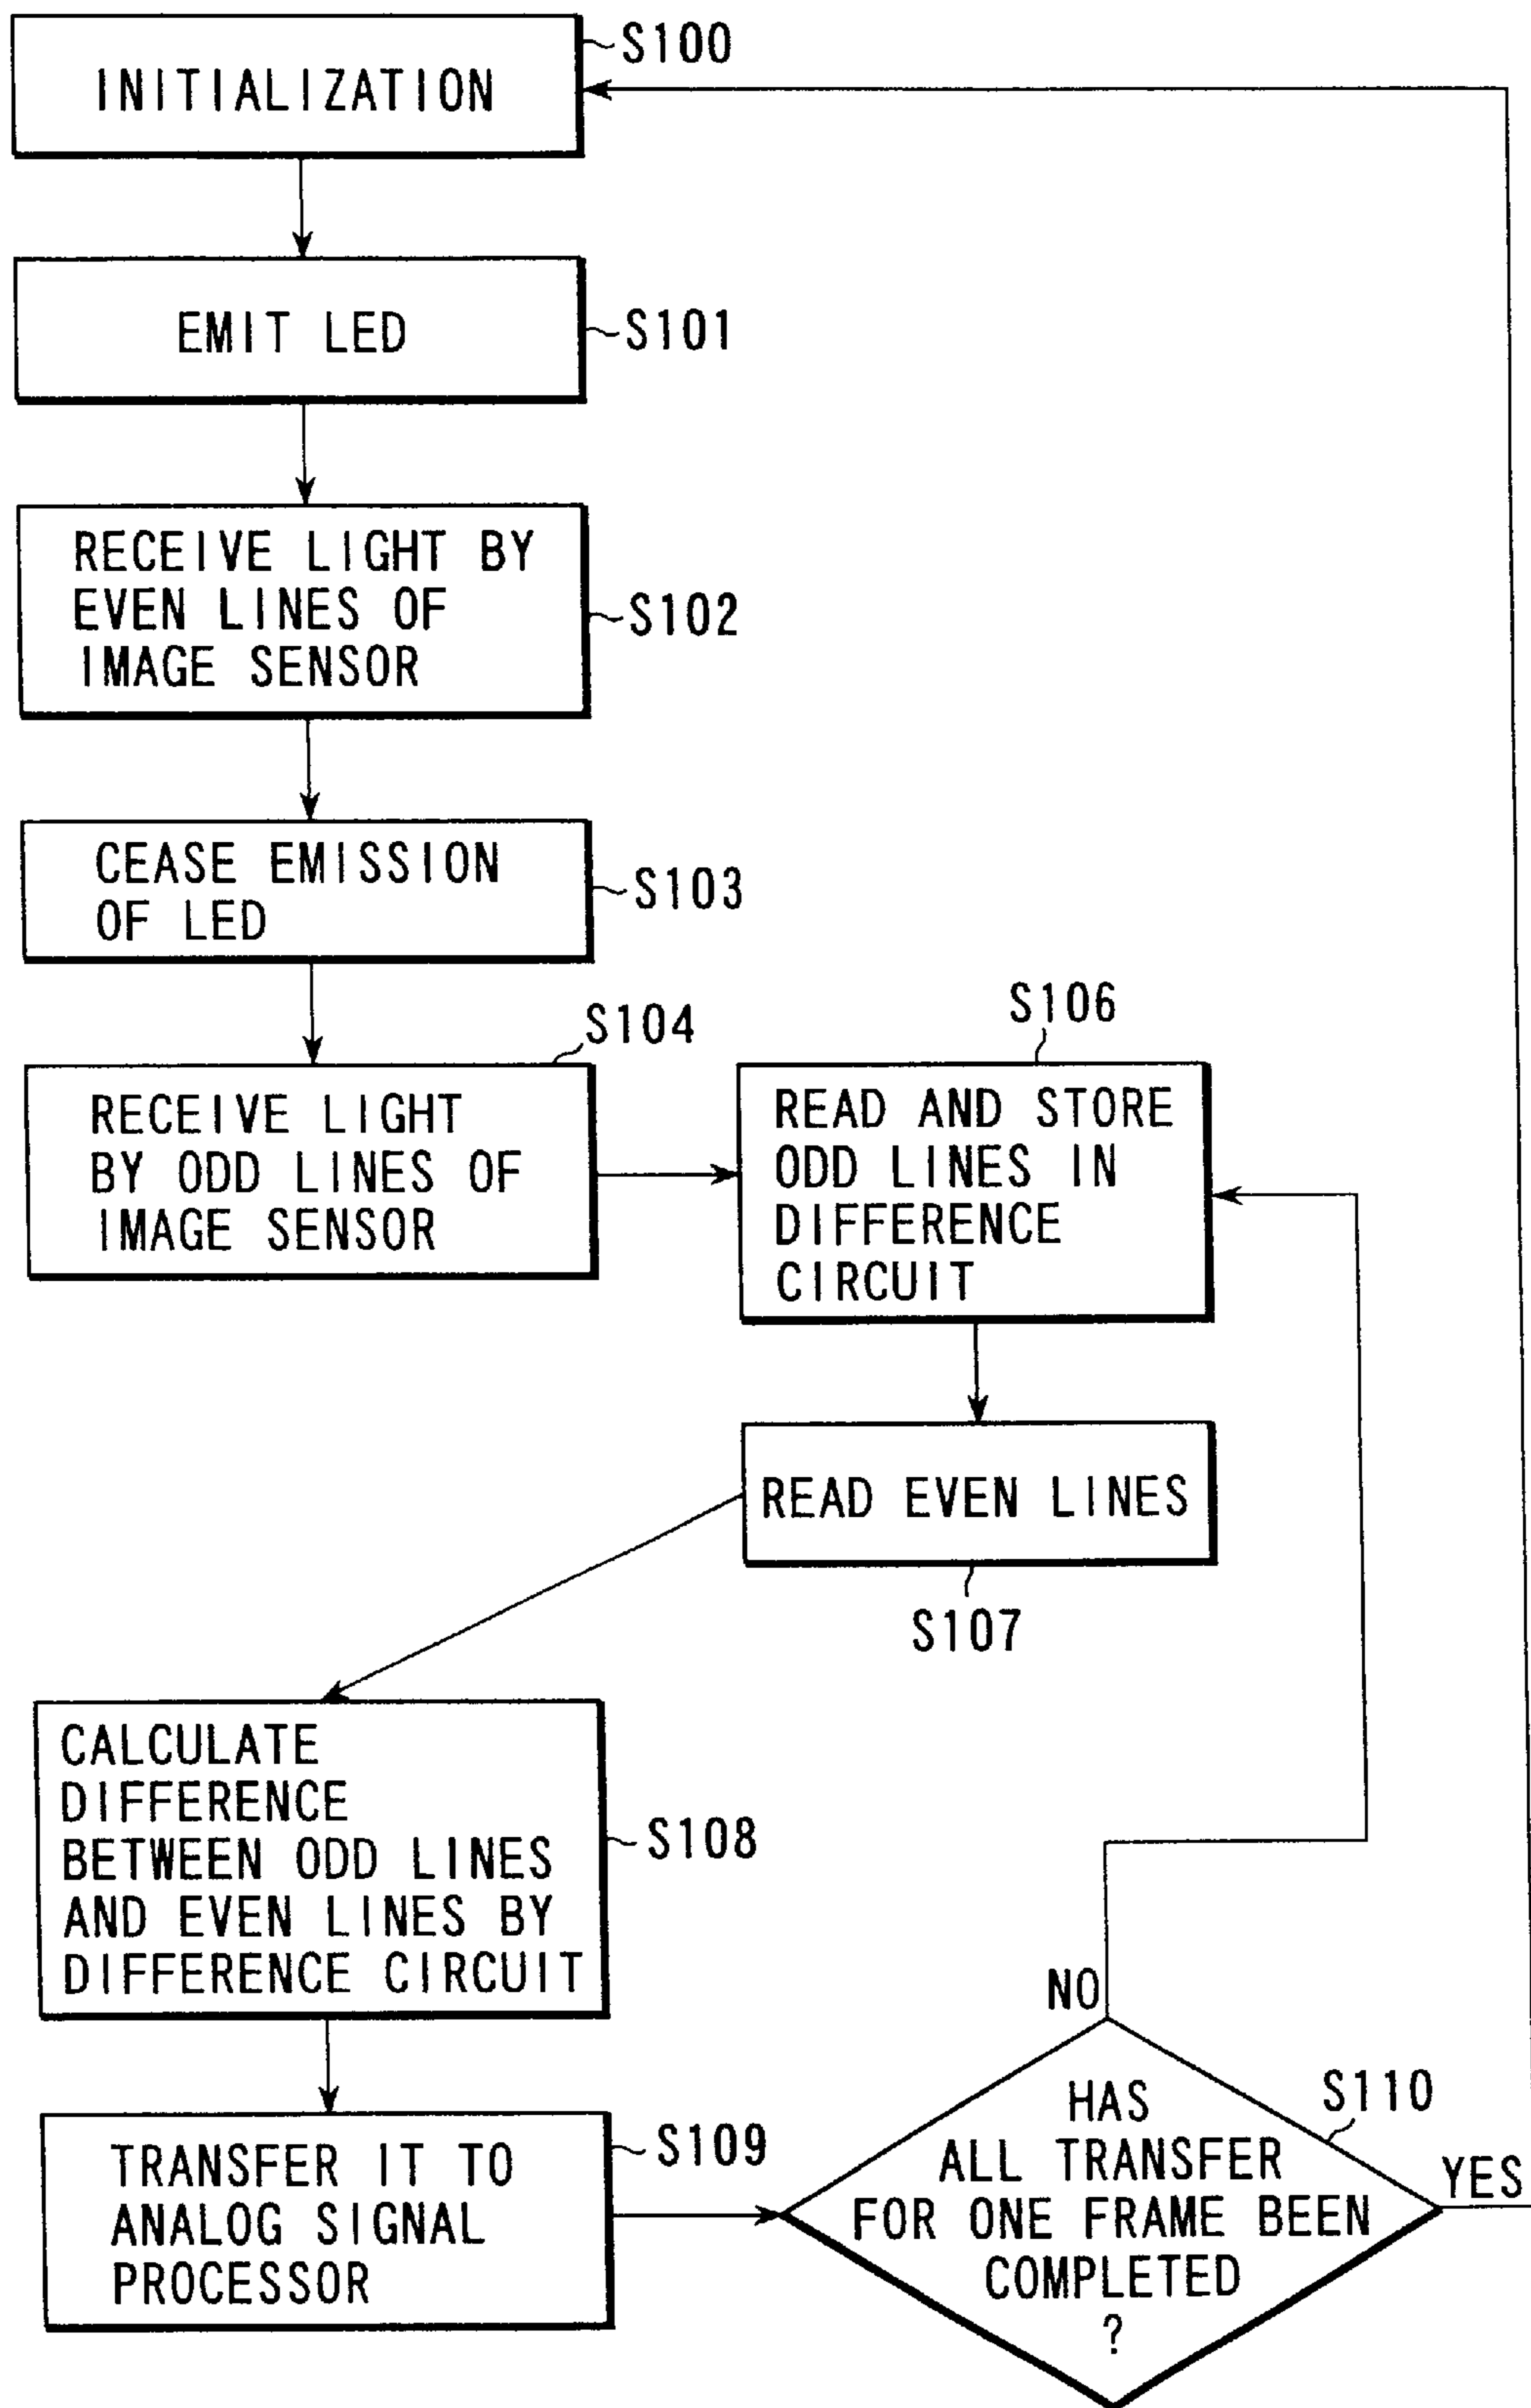 S100
INITIALIZATION
EMIT LED
S101
RECEIVE LIGHT BY
EVEN LINES OF
IMAGE SENSOR
S102
CEASE EMISSION
OF LED
S103
S104
RECEIVE LIGHT
BY ODD LINES OF
IMAGE SENSOR
S106
READ AND STORE
ODD LINES IN
DIFFERENCE
CIRCUIT
READ EVEN LINES
S107
CALCULATE
DIFFERENCE
BETWEEN ODD LINES
AND EVEN LINES BY
DIFFERENCE CIRCUIT
S108
TRANSFER IT TO
ANALOG SIGNAL
PROCESSOR
S109
NO
HAS
ALL TRANSFER
FOR ONE FRAME BEEN
COMPLETED
?
S110
YES